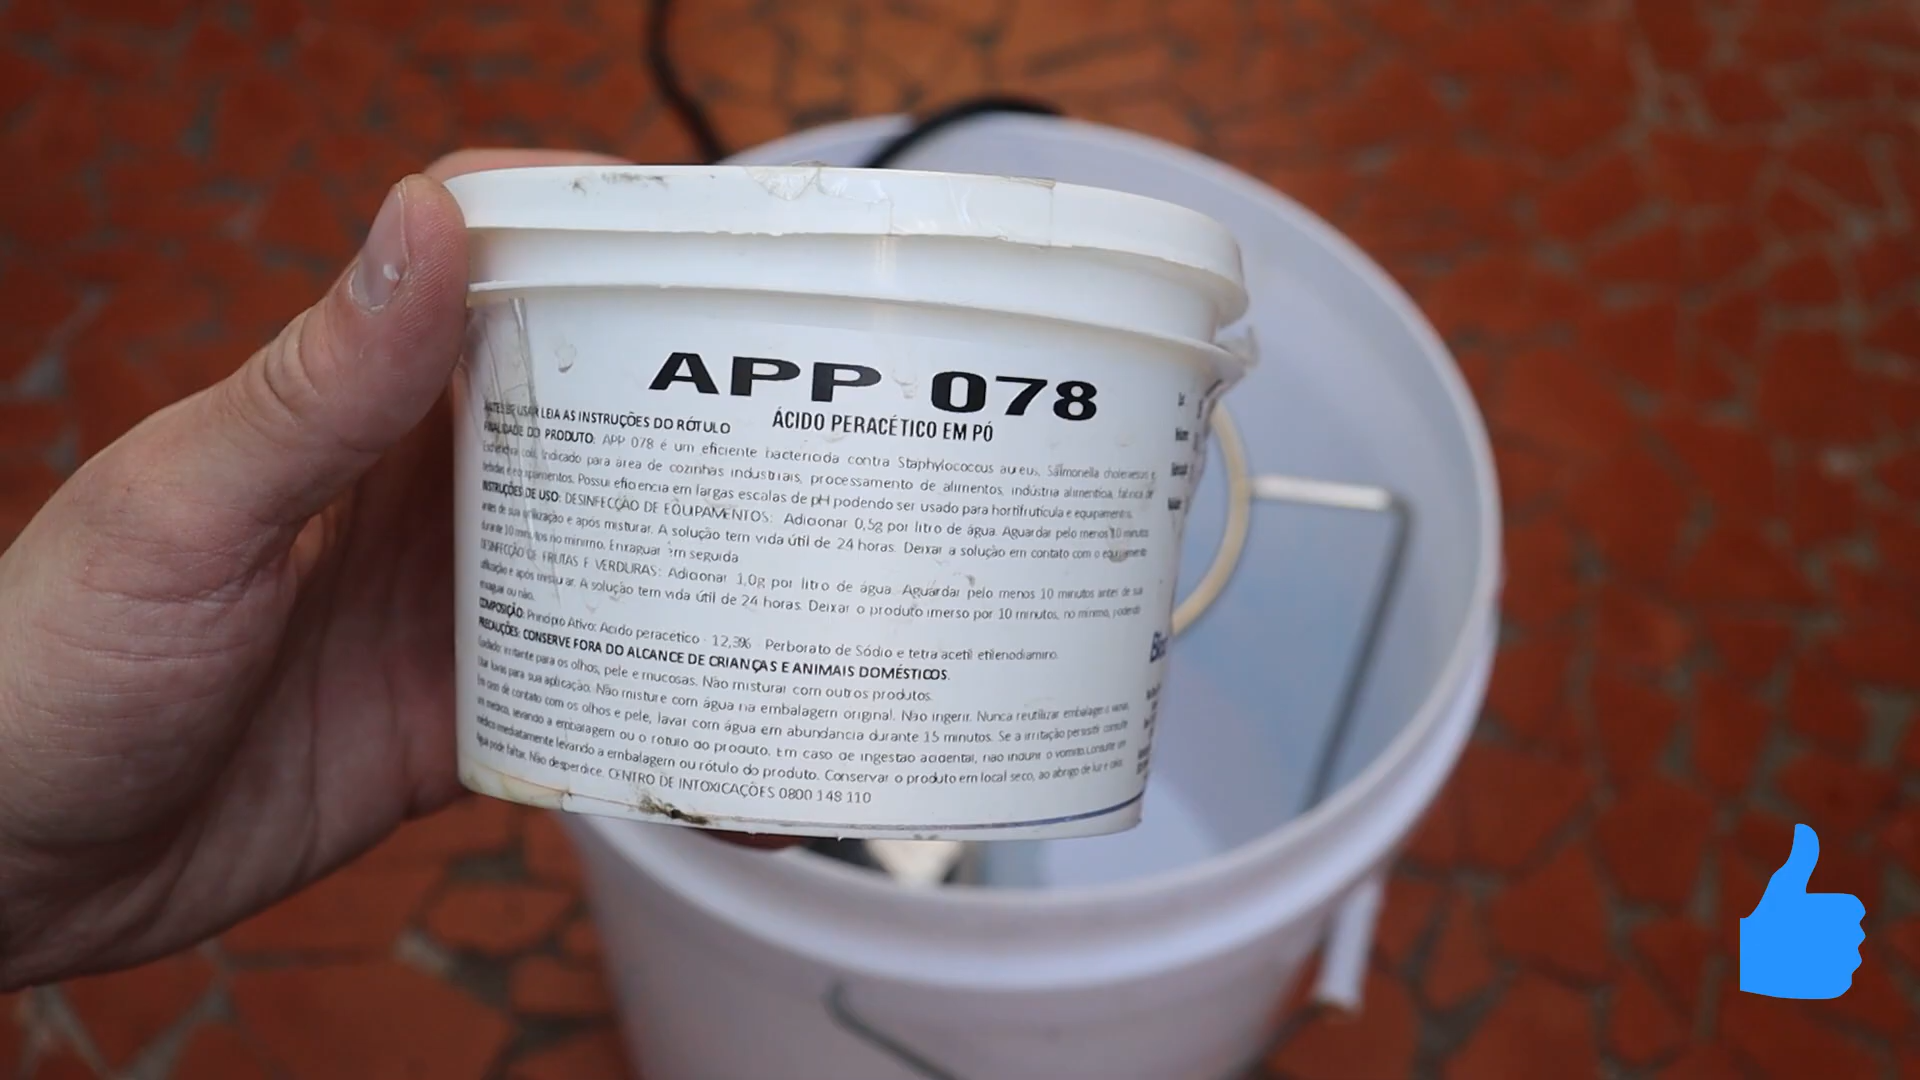 APP 078
ÁCIDO PERACÉTICO EM PÓ
ANTES DE USAR LEIA AS INSTRUÇÕES DO RÓTULO
FINALIDADE DO PRODUTO: APP 078 é um eficiente bactericida contra Staphylococcus aureus, Salmonella choleraesuis e
Escherichia coli. Indicado para área de cozinhas industriais, processamento de alimentos, indústria alimentícia, fábrica de
bebidas e equipamentos. Possui eficiencia em largas escalas de pH podendo ser usado para hortifrutícula e equipamentos.
INSTRUÇÕES DE USO: DESINFECÇÃO DE EQUIPAMENTOS: Adicionar 0,5g por litro de água. Aguardar pelo menos 10 minutos
antes de sua utilização e após misturar. A solução tem vida útil de 24 horas. Deixar a solução em contato com o equipamento
durante 10 minutos no mínimo. Enxaguar em seguida
DESINFECÇÃO DE FRUTAS E VERDURAS: Adicionar 1,0g por litro de água. Aguardar pelo menos 10 minutos antes de sua
utilização e após misturar. A solução tem vida útil de 24 horas. Deixar o produto imerso por 10 minutos, no mínimo, podendo
enxaguar ou não.
COMPOSIÇÃO: Princípio Ativo: Ácido peracético - 12,3% - Perborato de Sódio e tetra acetil etilenodiamino.
PRECAUÇÕES: CONSERVE FORA DO ALCANCE DE CRIANÇAS E ANIMAIS DOMÉSTICOS.
Cuidado: irritante para os olhos, pele e mucosas. Não misturar com outros produtos.
Use luvas para sua aplicação. Não misture com água na embalagem original. Não ingerir. Nunca reutilizar embalagens vazias.
Em caso de contato com os olhos e pele, lavar com água em abundância durante 15 minutos. Se a irritação persistir consulte
um médico, levando a embalagem ou o rótulo do produto. Em caso de ingestão acidental, não induzir o vômito. Consulte um
médico imediatamente levando a embalagem ou rótulo do produto. Conservar o produto em local seco, ao abrigo de luz e calor.
Água pode faltar. Não desperdice. CENTRO DE INTOXICAÇÕES 0800 148 110